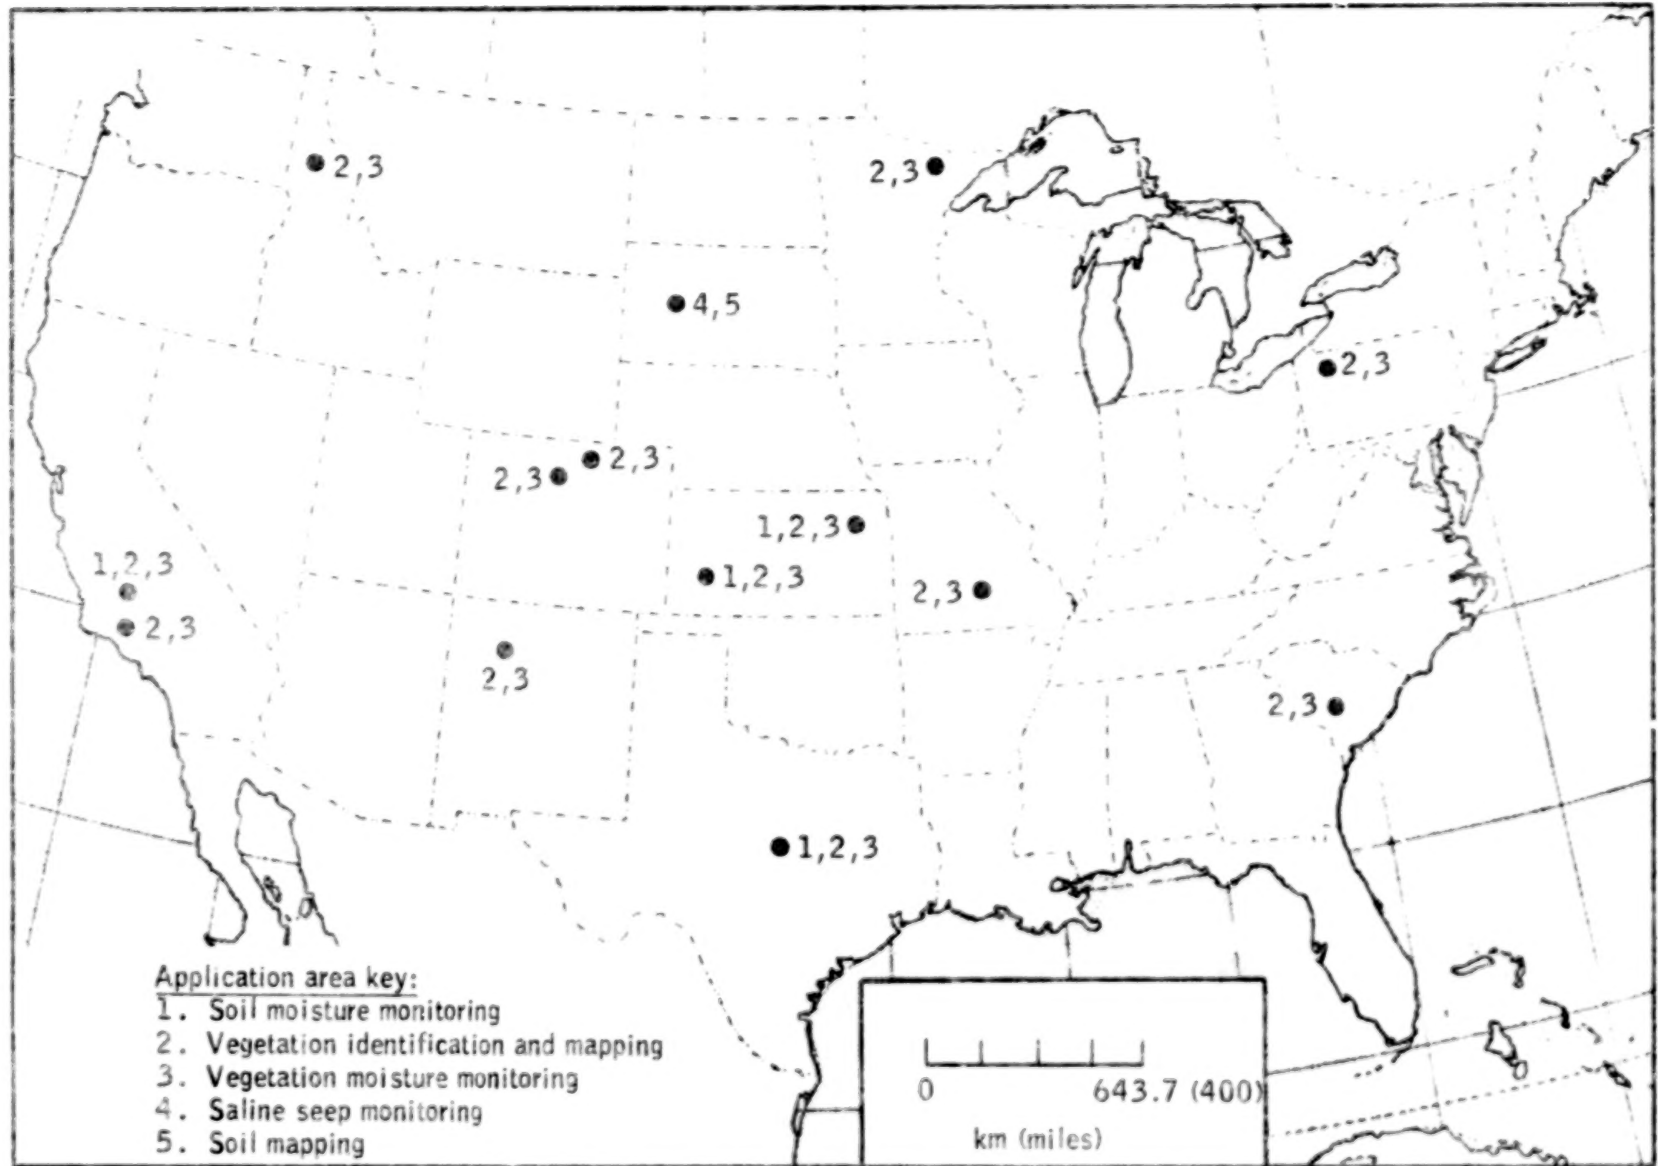 2,3
2,3
4,5
2,3
2,3
2,3
1,2,3
1,2,3
1,2,3
2,3
2,3
2,3
2,3
1,2,3
Application area key:
1. Soil moisture monitoring
2. Vegetation identification and mapping
3. Vegetation moisture monitoring
4. Saline seep monitoring
5. Soil mapping
0 643.7 (400)
km (miles)